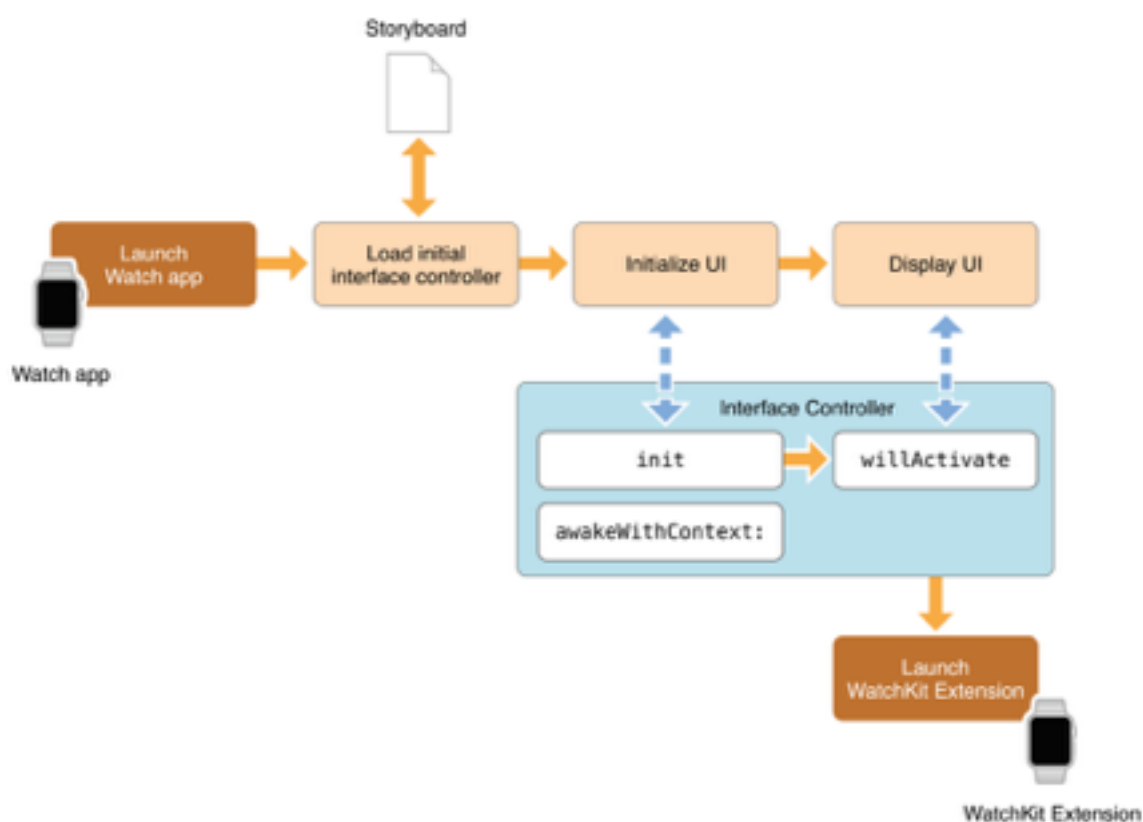 Storyboard
Launch
Watch app
Load initial
interface controller
Initialize UI
Display UI
Watch app
Interface Controller
init
willActivate
awakeWithContext:
Launch
WatchKit Extension
WatchKit Extension